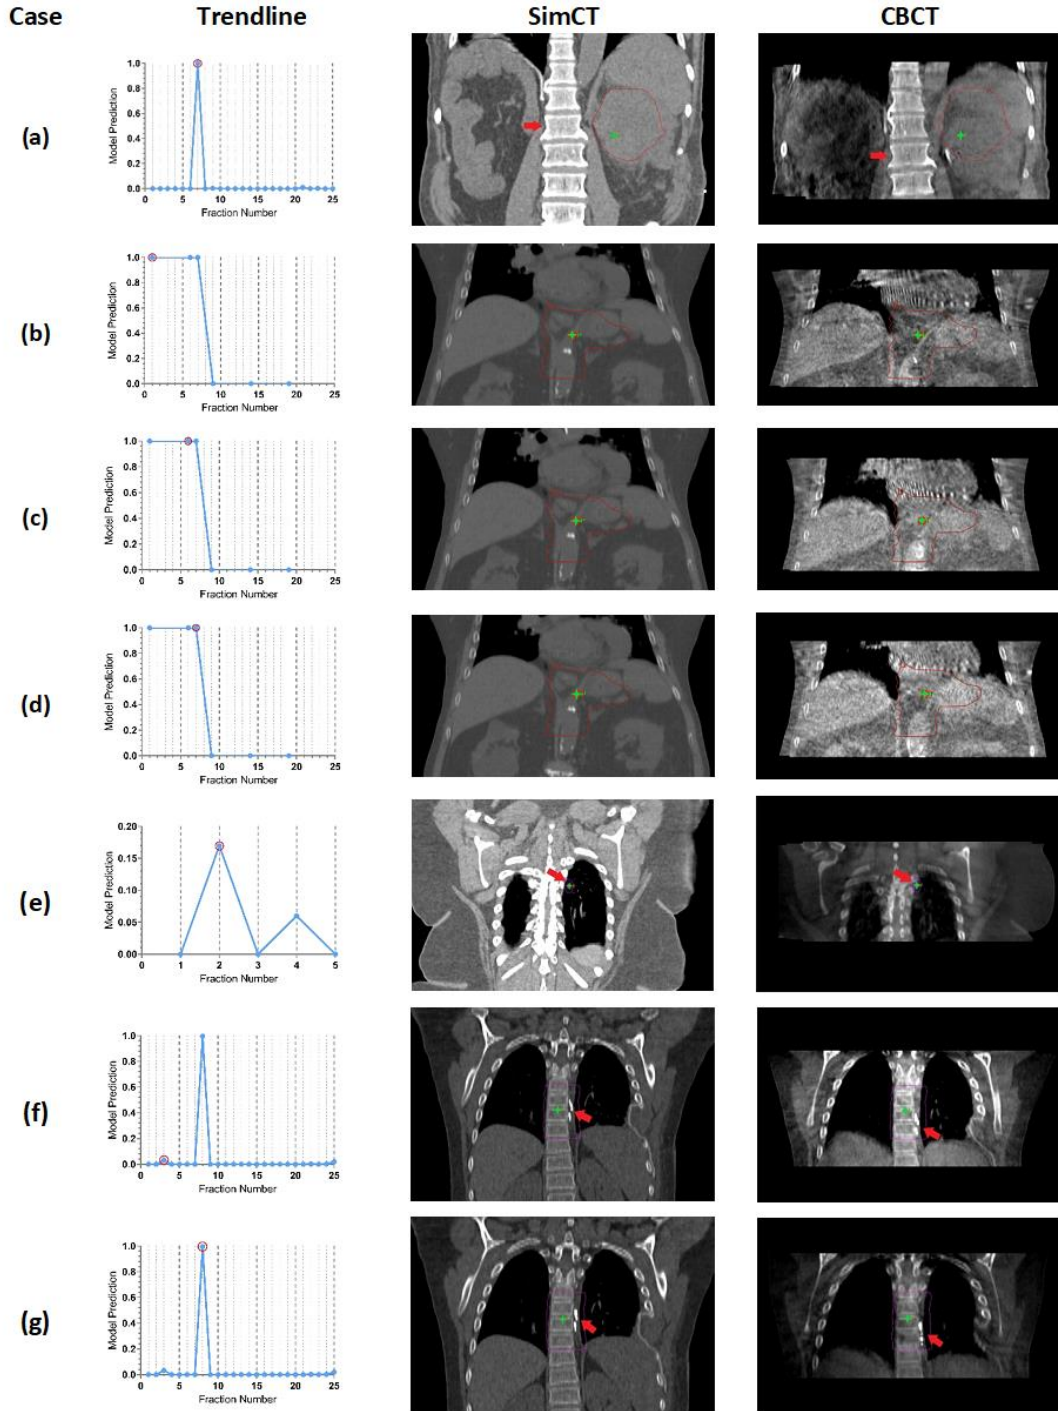 Case Trendline SimCT CBCT
(a)
1.0
0.8
0.6
0.4
0.2
0.0
Model Prediction
0 5 10 15 20 25
Fraction Number
(b)
1.0
0.8
0.6
0.4
0.2
0.0
Model Prediction
0 5 10 15 20 25
Fraction Number
(c)
1.0
0.8
0.6
0.4
0.2
0.0
Model Prediction
0 5 10 15 20 25
Fraction Number
(d)
1.0
0.8
0.6
0.4
0.2
0.0
Model Prediction
0 5 10 15 20 25
Fraction Number
(e)
0.20
0.15
0.10
0.05
0.00
Model Prediction
0 1 2 3 4 5
Fraction Number
(f)
1.0
0.8
0.6
0.4
0.2
0.0
Model Prediction
0 5 10 15 20 25
Fraction Number
(g)
1.0
0.8
0.6
0.4
0.2
0.0
Model Prediction
0 5 10 15 20 25
Fraction Number